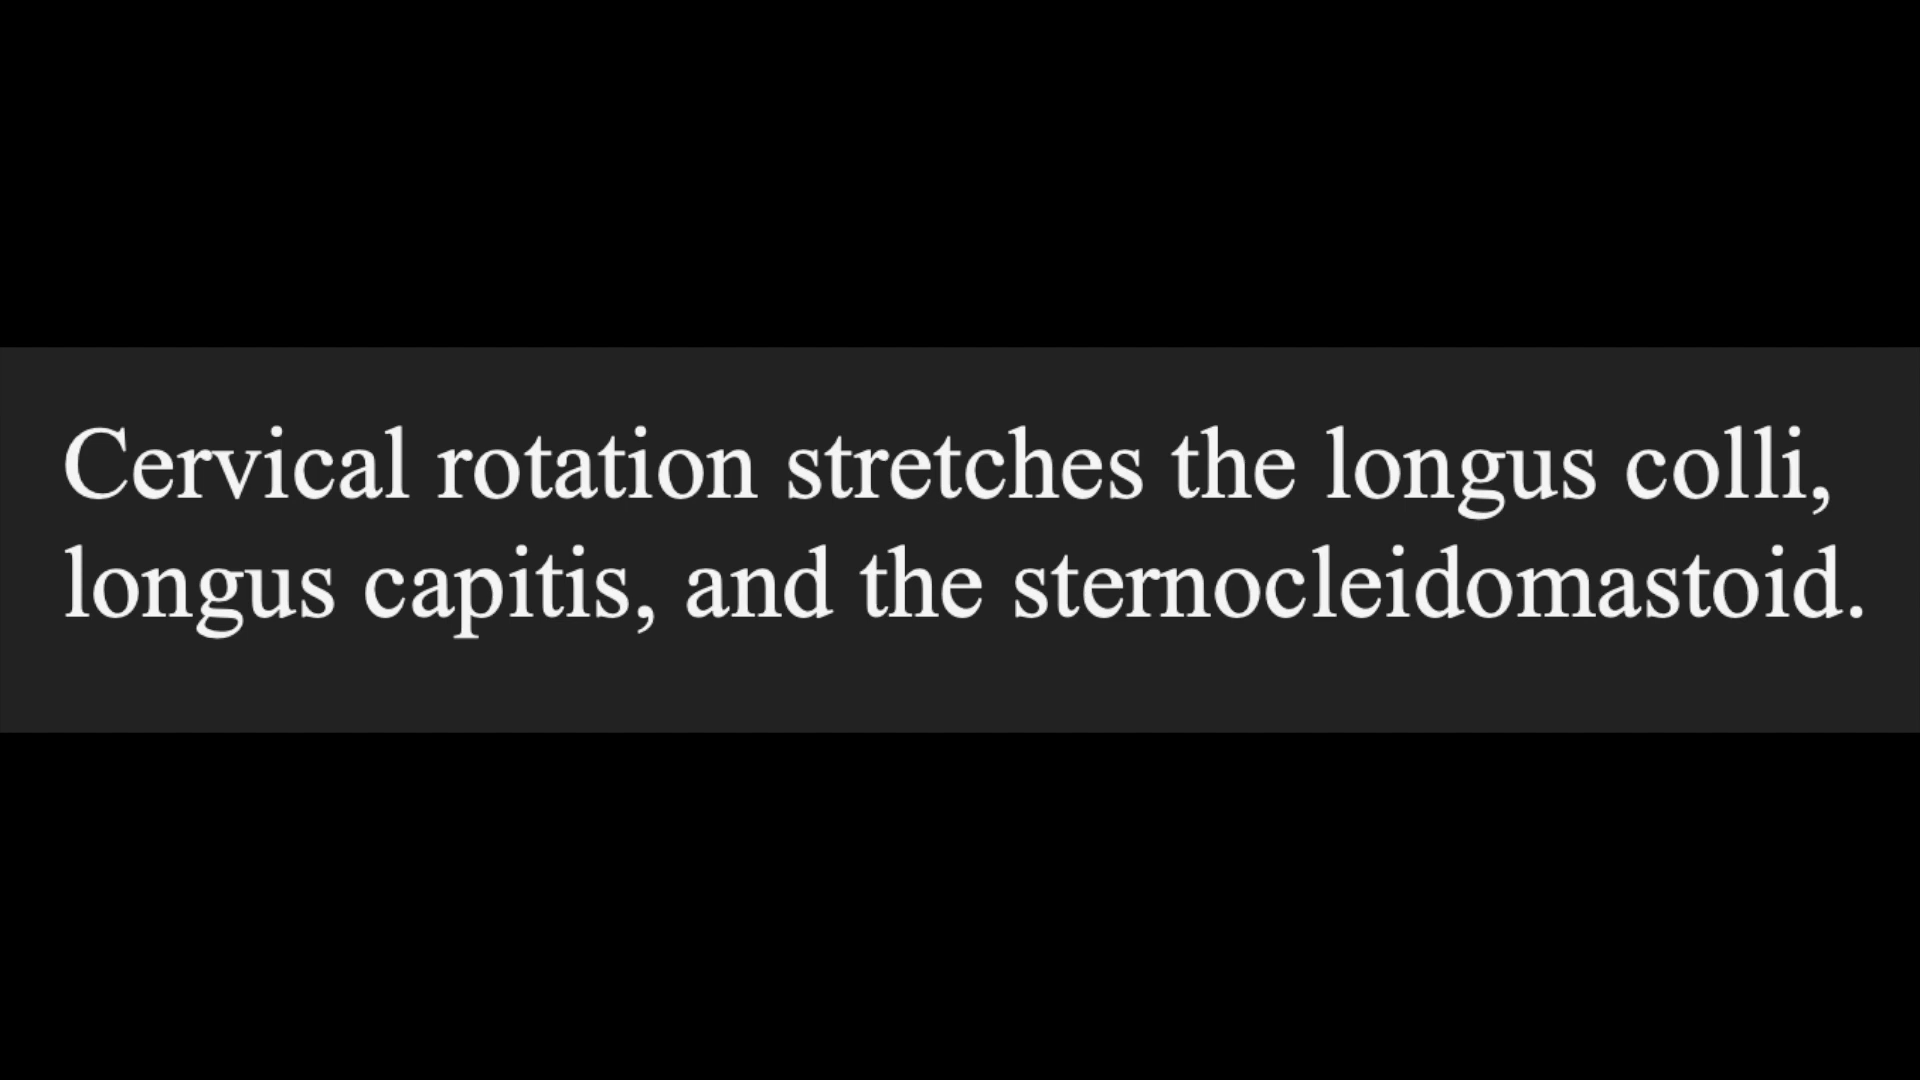 Cervical rotation stretches the longus colli,
longus capitis, and the sternocleidomastoid.